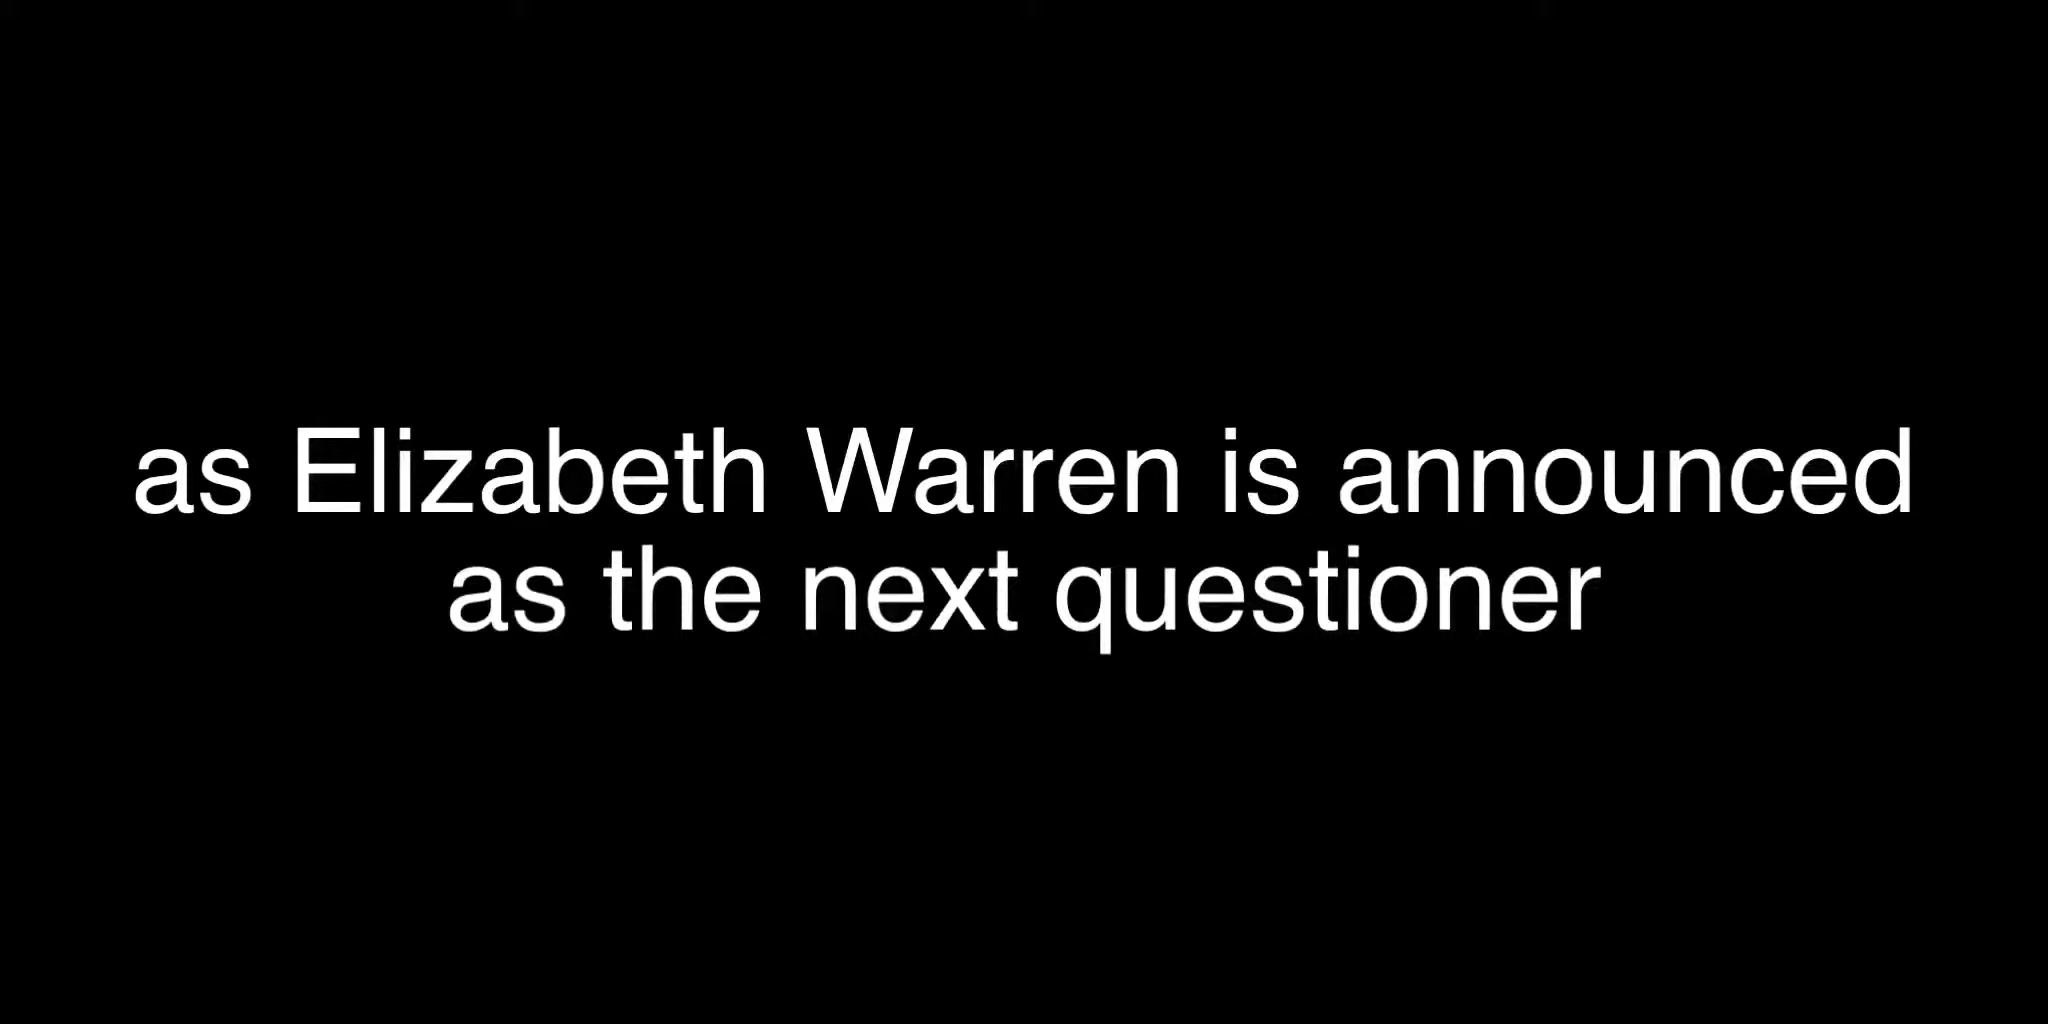 as Elizabeth Warren is announced
as the next questioner